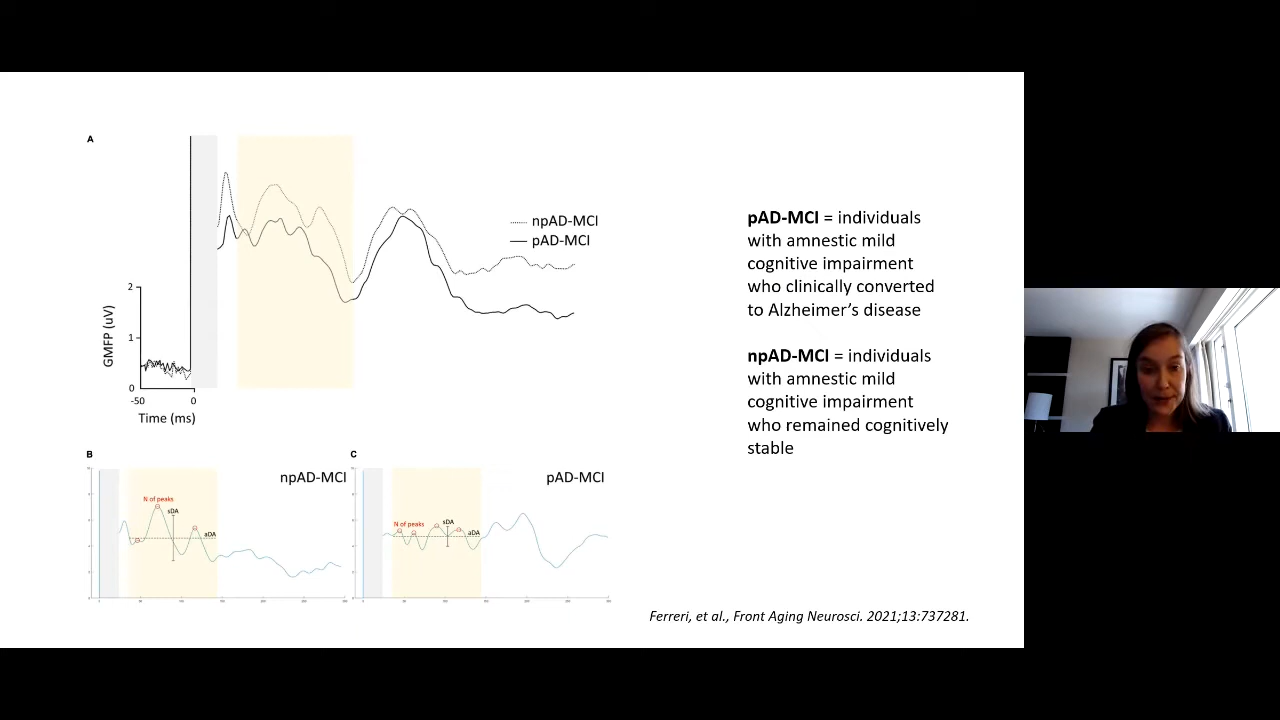 A
npAD-MCI
pAD-MCI
2
1
0
GMFP (uV)
-50
0
Time (ms)
pAD-MCI = individuals
with amnestic mild
cognitive impairment
who clinically converted
to Alzheimer’s disease
npAD-MCI = individuals
with amnestic mild
cognitive impairment
who remained cognitively
stable
B
npAD-MCI
N of peaks
sDA
aDA
C
pAD-MCI
N of peaks
sDA
aDA
Ferreri, et al., Front Aging Neurosci. 2021;13:737281.